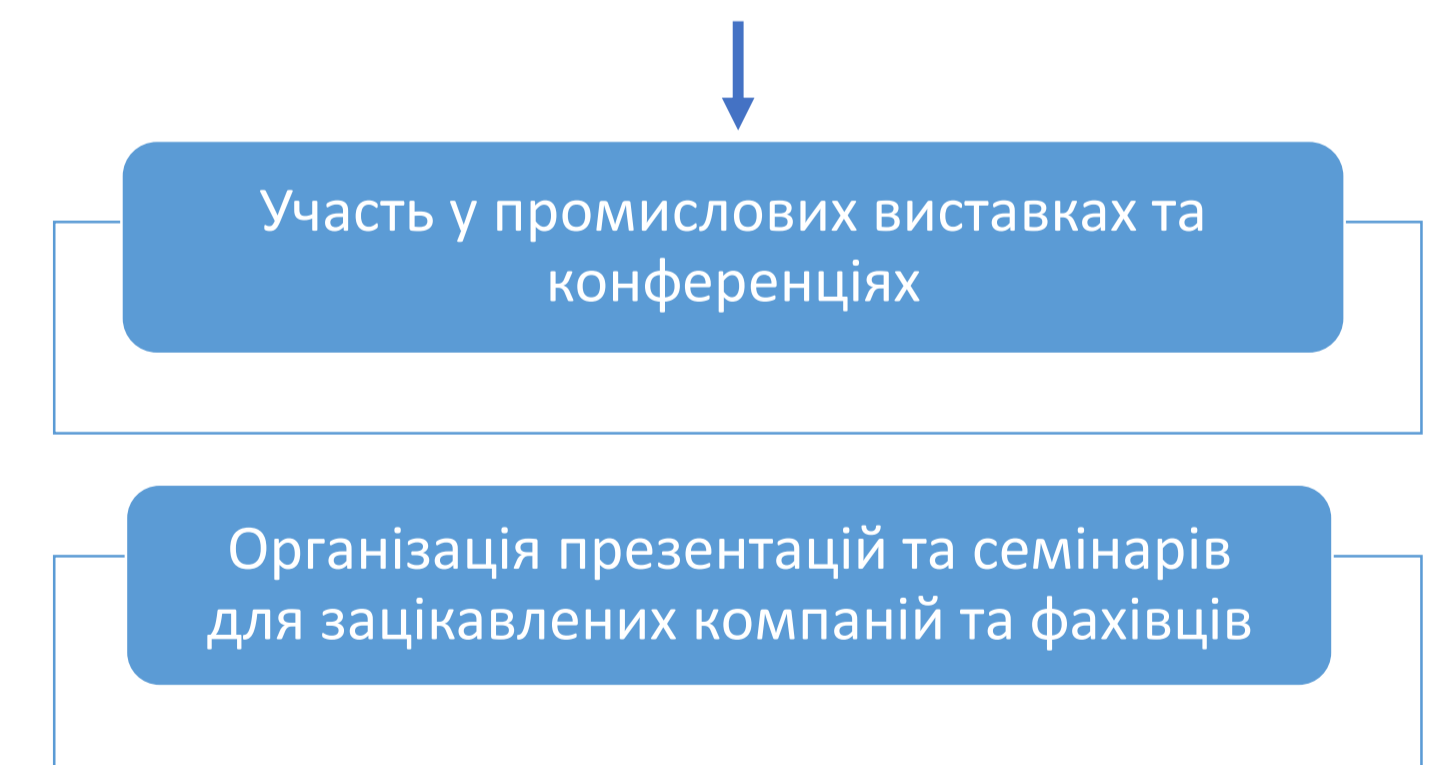 Участь у промислових виставках та
конференціях
Організація презентацій та семінарів
для зацікавлених компаній та фахівців